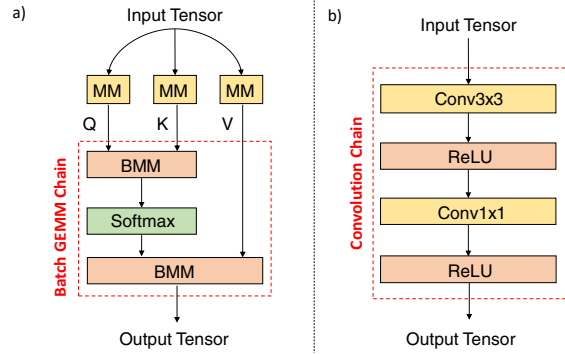 a)
Input Tensor
MM
MM
MM
Q
K
V
BMM
Softmax
BMM
Batch GEMM Chain
Output Tensor
b)
Input Tensor
Conv3x3
ReLU
Conv1x1
ReLU
Convolution Chain
Output Tensor